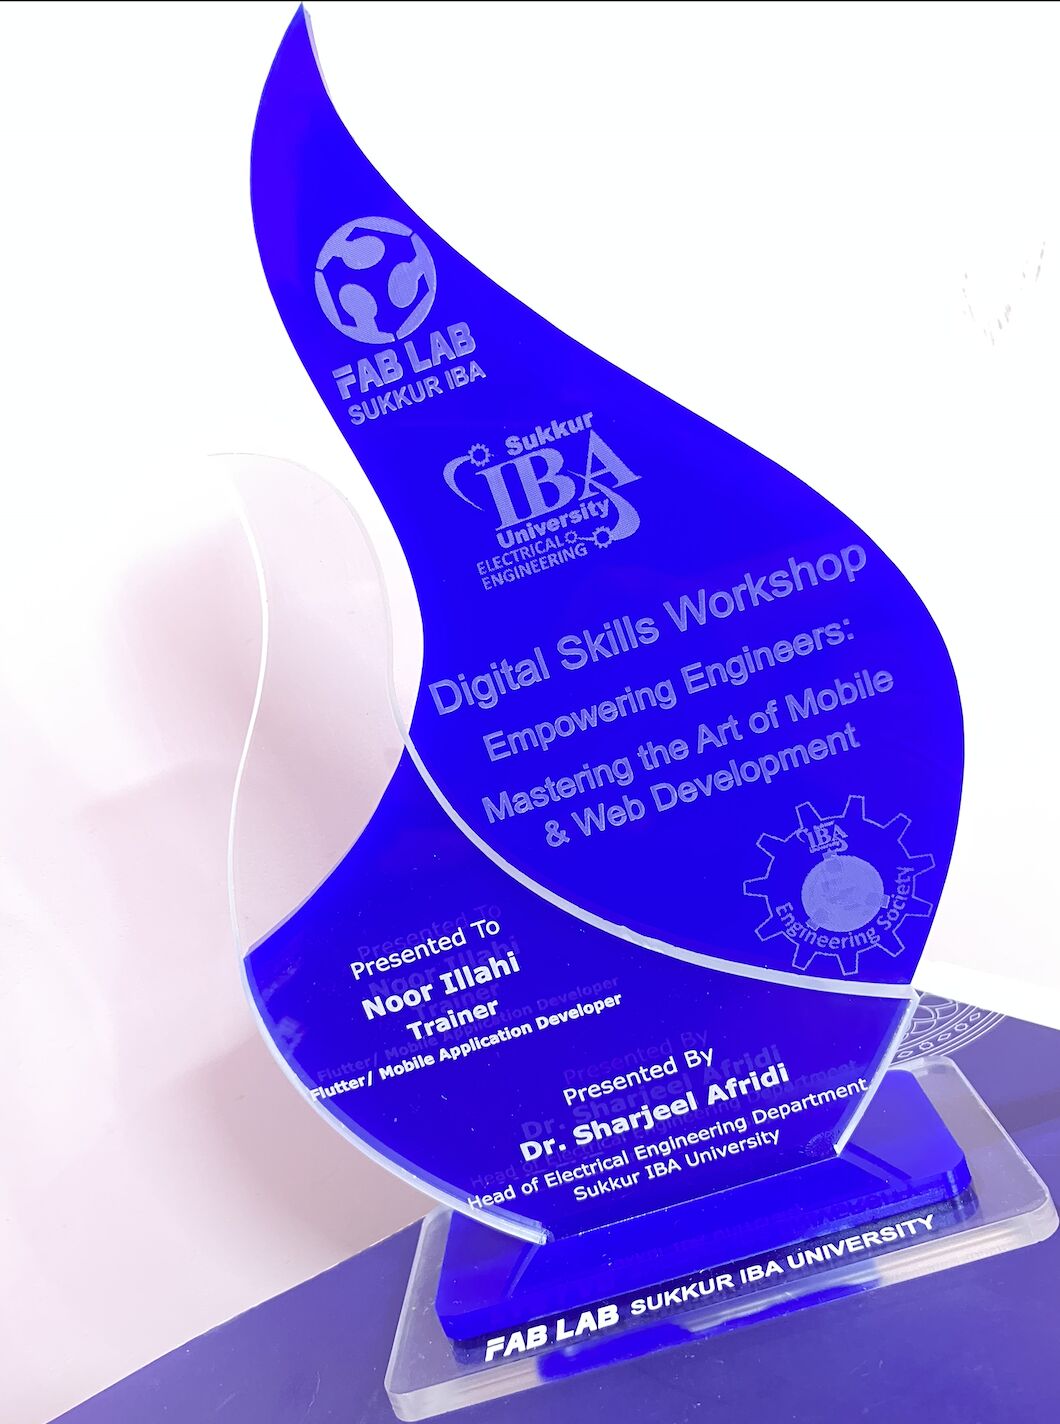 FAB LAB
SUKKUR IBA
Sukkur
IBA
University
ELECTRICAL
ENGINEERING
Digital Skills Workshop
Empowering Engineers:
Mastering the Art of Mobile
& Web Development
IBA
Engineering Society
Presented To
Noor Illahi
Trainer
Flutter/ Mobile Application Developer
Presented By
Dr. Sharjeel Afridi
Head of Electrical Engineering Department
Sukkur IBA University
FAB LAB SUKKUR IBA UNIVERSITY